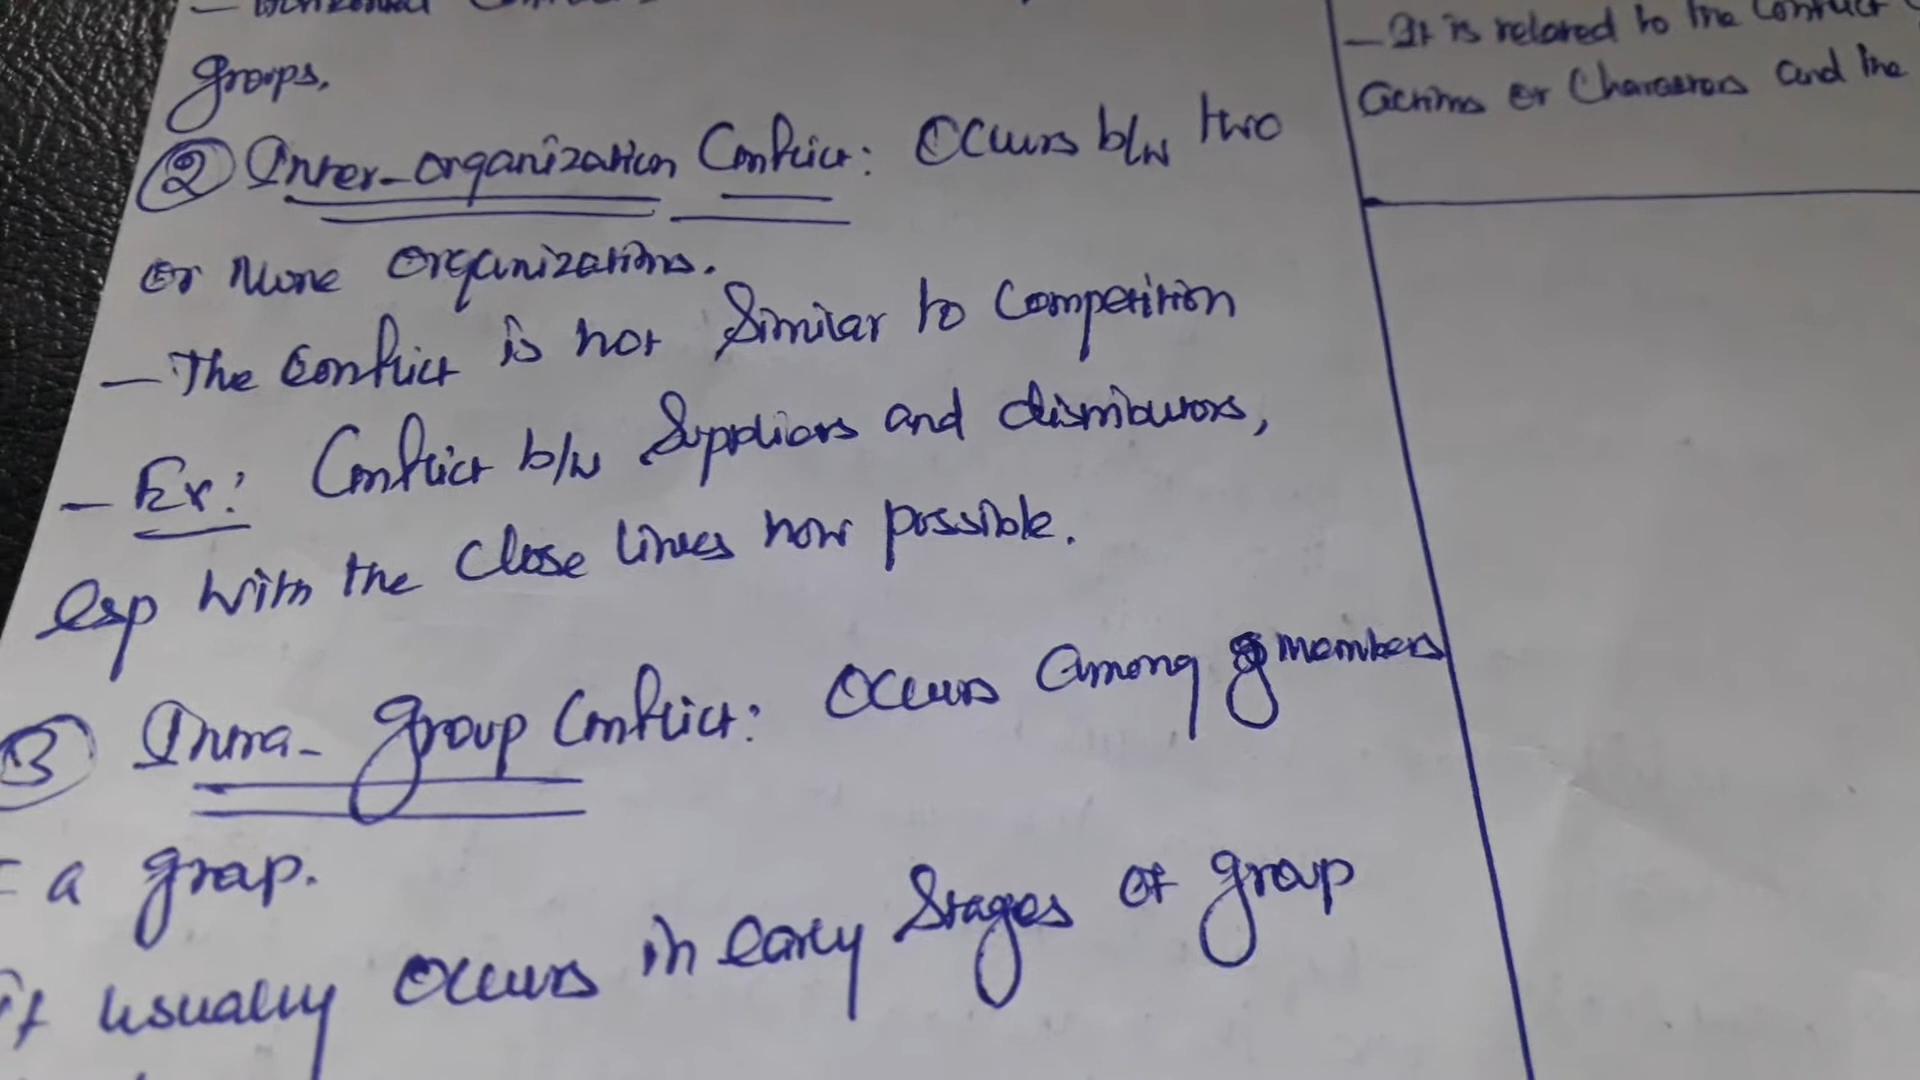 groups.
② Inter-organization Conflict: Occurs b/w two
or more organizations.
- The conflict is not similar to Competition
- Ex: Conflict b/w Suppliers and distributors,
esp with the close lines now possible.
③ Intra-group Conflict: Occurs among g members
a group.
it usually occurs in early stages of group
- It is related to the Conflict
actions or Characters and the